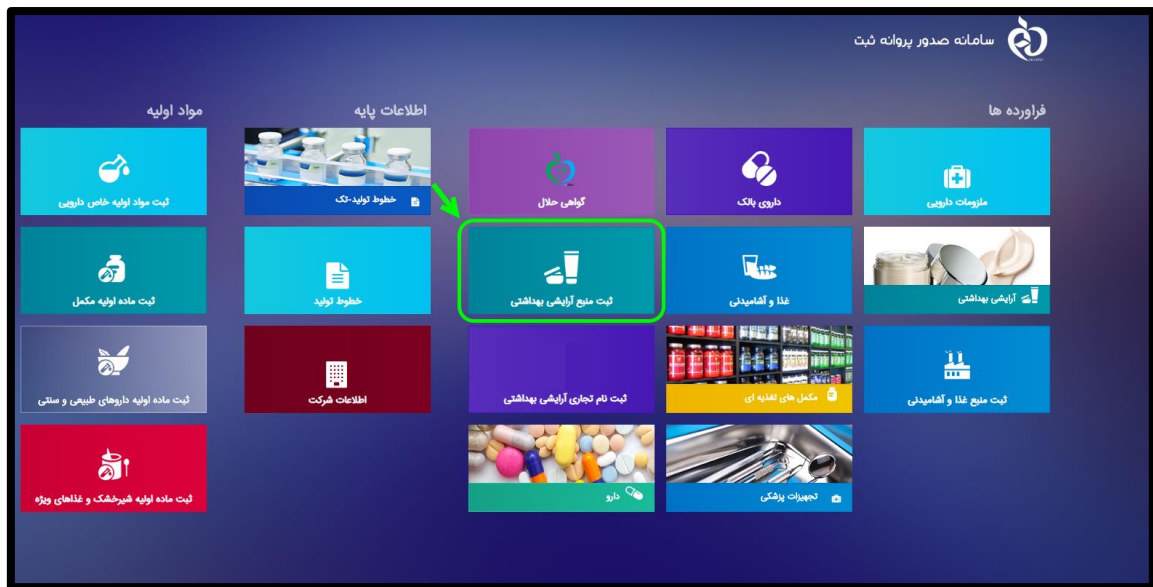 سامانه صدور پروانه ثبت
فراورده ها
اطلاعات پایه
مواد اولیه
ملزومات دارویی
داروی بالک
گواهی حلال
خطوط تولید-تک
ثبت مواد اولیه خاص دارویی
آرایشی بهداشتی
غذا و آشامیدنی
ثبت منبع آرایشی بهداشتی
خطوط تولید
ثبت ماده اولیه مکمل
ثبت منبع غذا و آشامیدنی
مکمل های تغذیه ای
ثبت نام تجاری آرایشی بهداشتی
اطلاعات شرکت
ثبت ماده اولیه داروهای طبیعی و سنتی
تجهیزات پزشکی
دارو
ثبت ماده اولیه شیرخشک و غذاهای ویژه